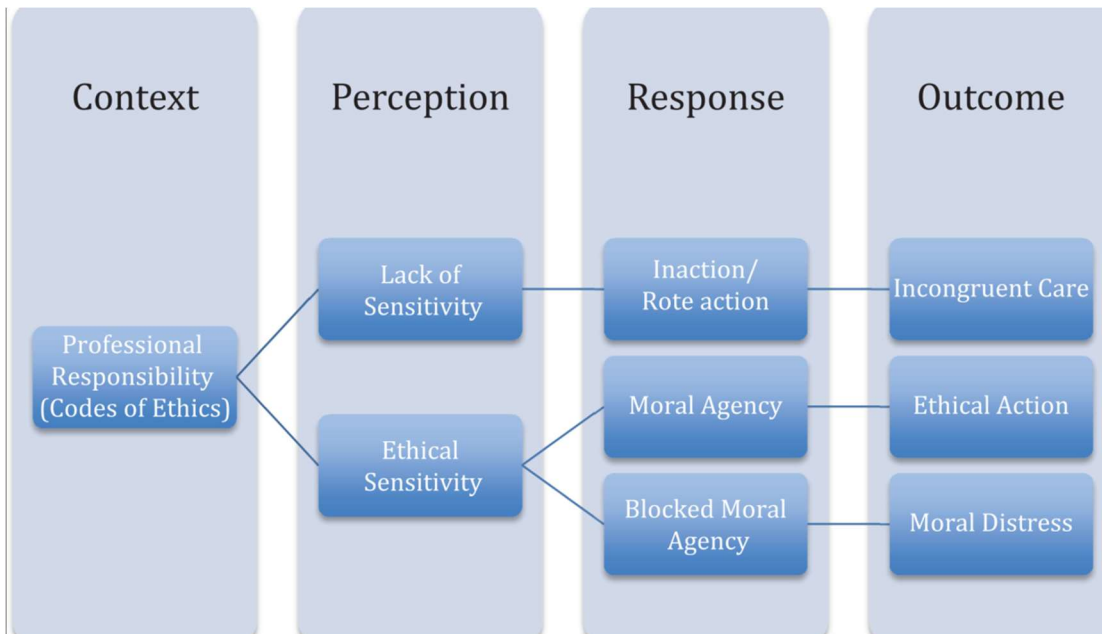 Context
Perception
Response
Outcome
Professional
Responsibility
(Codes of Ethics)
Lack of
Sensitivity
Ethical
Sensitivity
Inaction/
Rote action
Moral Agency
Blocked Moral
Agency
Incongruent Care
Ethical Action
Moral Distress